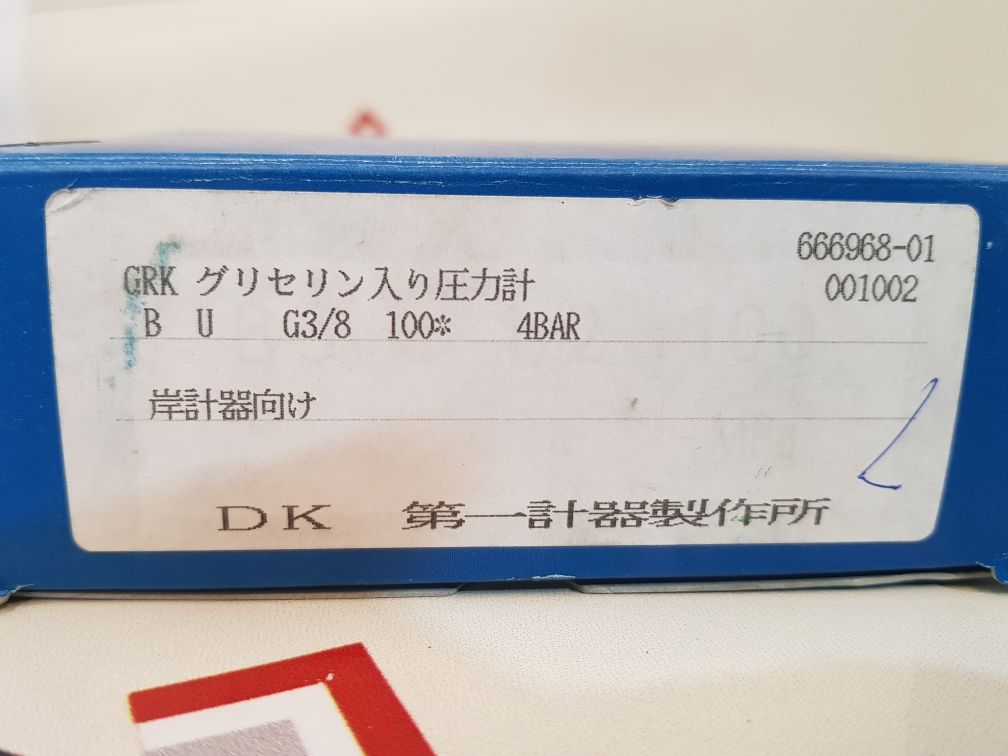 666968-01
GRK グリセリン入り圧力計 001002
B U G3/8 100* 4BAR
岸計器向け
DK 第一計器製作所